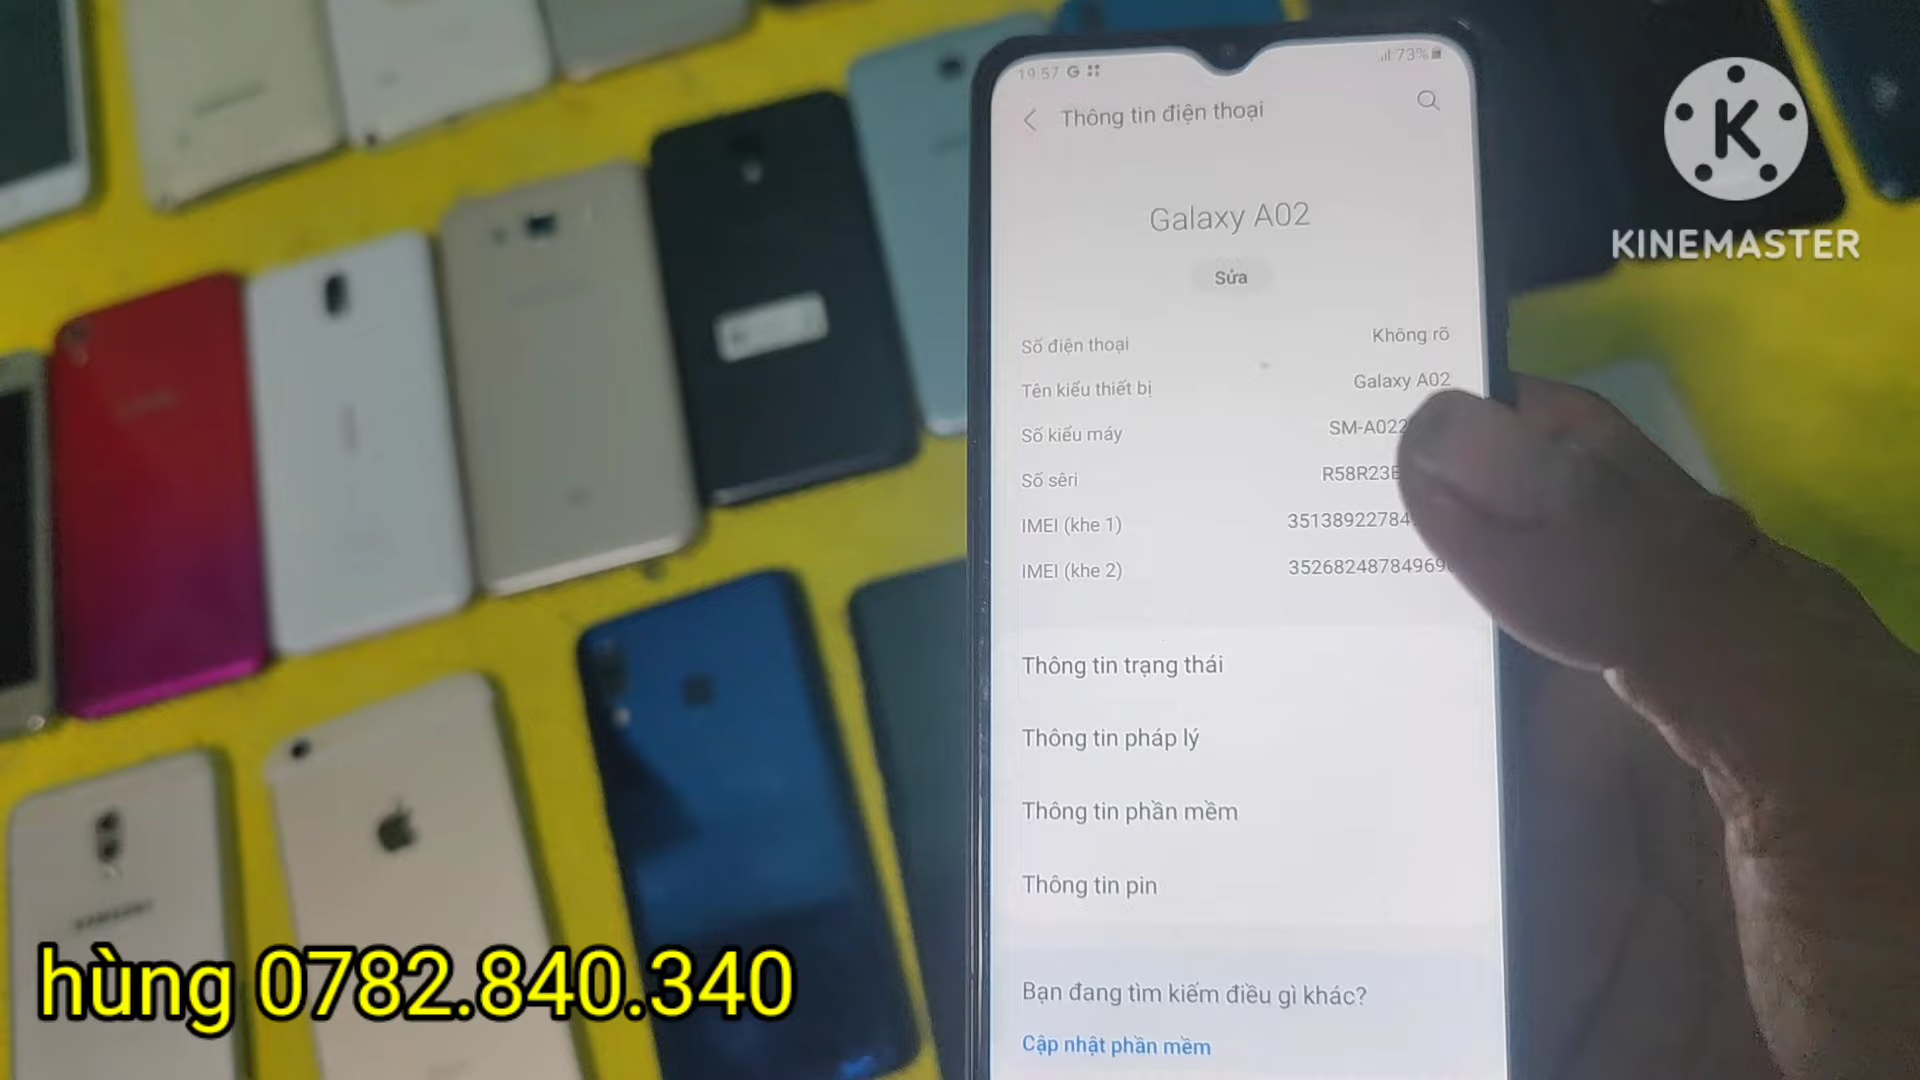 19:57 G
73%
Thông tin điện thoại
Galaxy A02
Sửa
Số điện thoại Không rõ
Tên kiểu thiết bị Galaxy A02
Số kiểu máy SM-A022
Số sêri R58R23
IMEI (khe 1) 35138922784
IMEI (khe 2) 35268248784969
Thông tin trạng thái
Thông tin pháp lý
Thông tin phần mềm
Thông tin pin
Bạn đang tìm kiếm điều gì khác?
Cập nhật phần mềm
K
KINEMASTER
SAMSUNG
hùng 0782.840.340